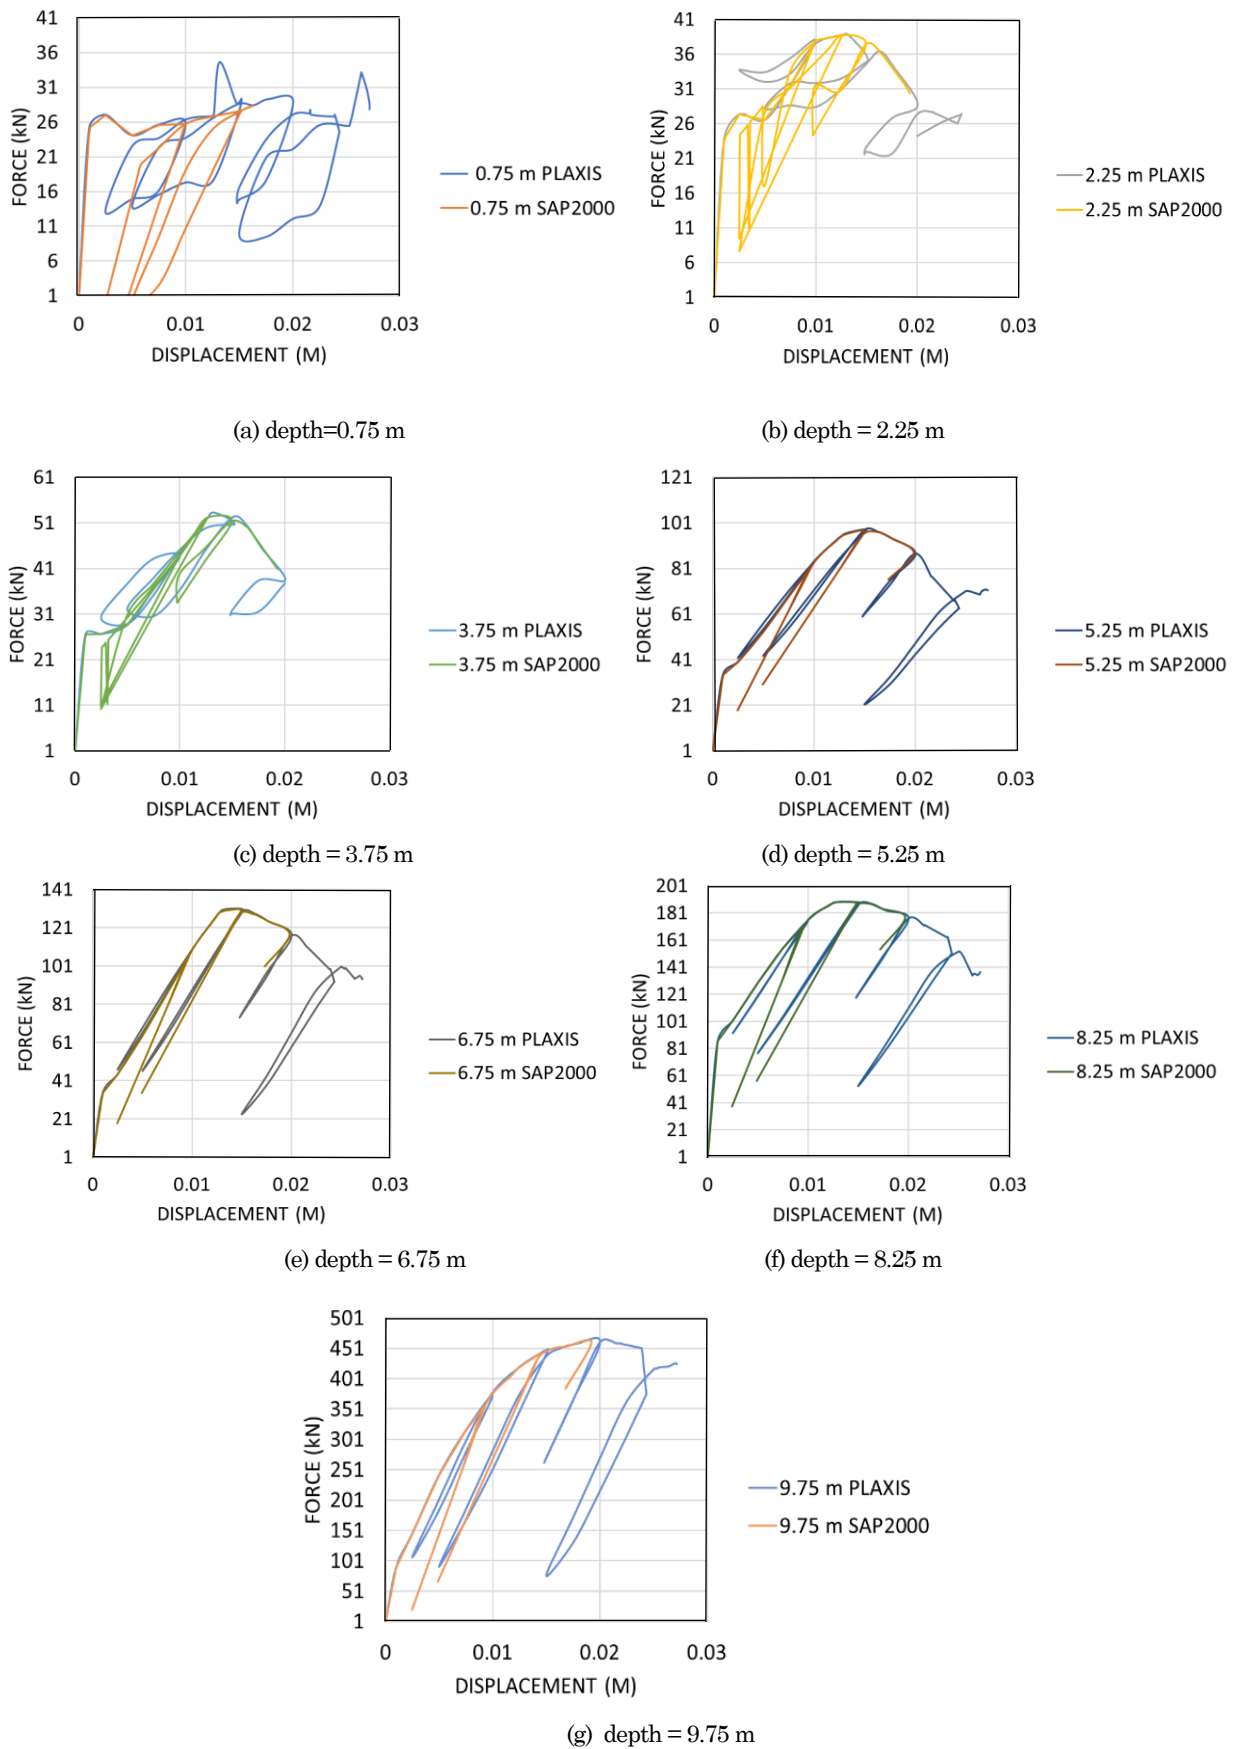 41
36
31
26
21
16
11
6
1
FORCE (kN)
0 0.01 0.02 0.03
DISPLACEMENT (M)
0.75 m PLAXIS
0.75 m SAP2000
(a) depth=0.75 m
41
36
31
26
21
16
11
6
1
FORCE (kN)
0 0.01 0.02 0.03
DISPLACEMENT (M)
2.25 m PLAXIS
2.25 m SAP2000
(b) depth = 2.25 m
61
51
41
31
21
11
1
FORCE (kN)
0 0.01 0.02 0.03
DISPLACEMENT (M)
3.75 m PLAXIS
3.75 m SAP2000
(c) depth = 3.75 m
121
101
81
61
41
21
1
FORCE (kN)
0 0.01 0.02 0.03
DISPLACEMENT (M)
5.25 m PLAXIS
5.25 m SAP2000
(d) depth = 5.25 m
141
121
101
81
61
41
21
1
FORCE (kN)
0 0.01 0.02 0.03
DISPLACEMENT (M)
6.75 m PLAXIS
6.75 m SAP2000
(e) depth = 6.75 m
201
181
161
141
121
101
81
61
41
21
1
FORCE (kN)
0 0.01 0.02 0.03
DISPLACEMENT (M)
8.25 m PLAXIS
8.25 m SAP2000
(f) depth = 8.25 m
501
451
401
351
301
251
201
151
101
51
1
FORCE (kN)
0 0.01 0.02 0.03
DISPLACEMENT (M)
9.75 m PLAXIS
9.75 m SAP2000
(g) depth = 9.75 m